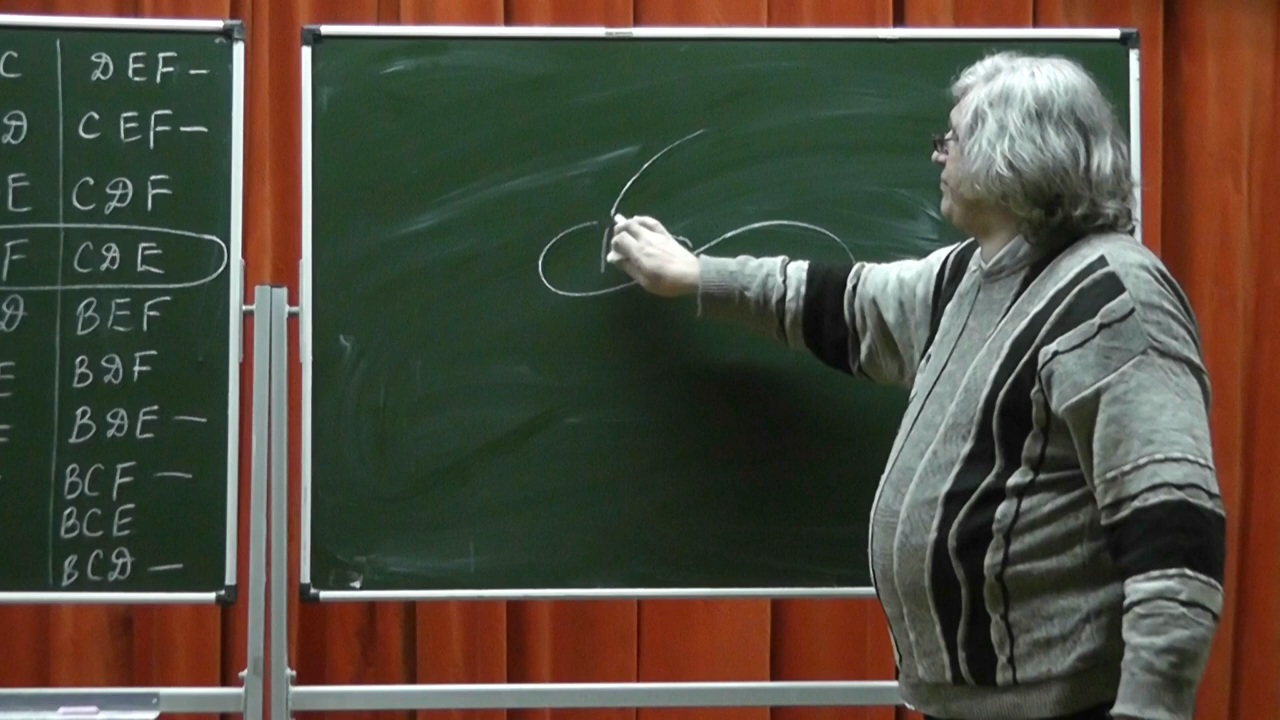 C DEF –
D CEF –
E CDF
F CDE
D BEF
E BDF
E BDE –
BCF –
BCE
BCD –